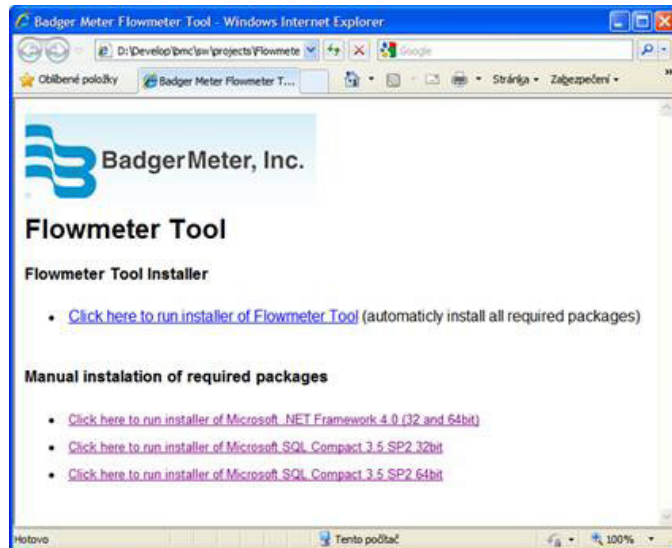 Badger Meter Flowmeter Tool - Windows Internet Explorer
D:\Develop\bmc\sw\projects\Flowmete
Google
Oblíbené položky
Badger Meter Flowmeter T...
Stránka
Zabezpečení
BadgerMeter, Inc.
Flowmeter Tool
Flowmeter Tool Installer
• Click here to run installer of Flowmeter Tool (automaticly install all required packages)
Manual instalation of required packages
• Click here to run installer of Microsoft .NET Framework 4.0 (32 and 64bit)
• Click here to run installer of Microsoft SQL Compact 3.5 SP2 32bit
• Click here to run installer of Microsoft SQL Compact 3.5 SP2 64bit
Hotovo
Tento počítač
100%